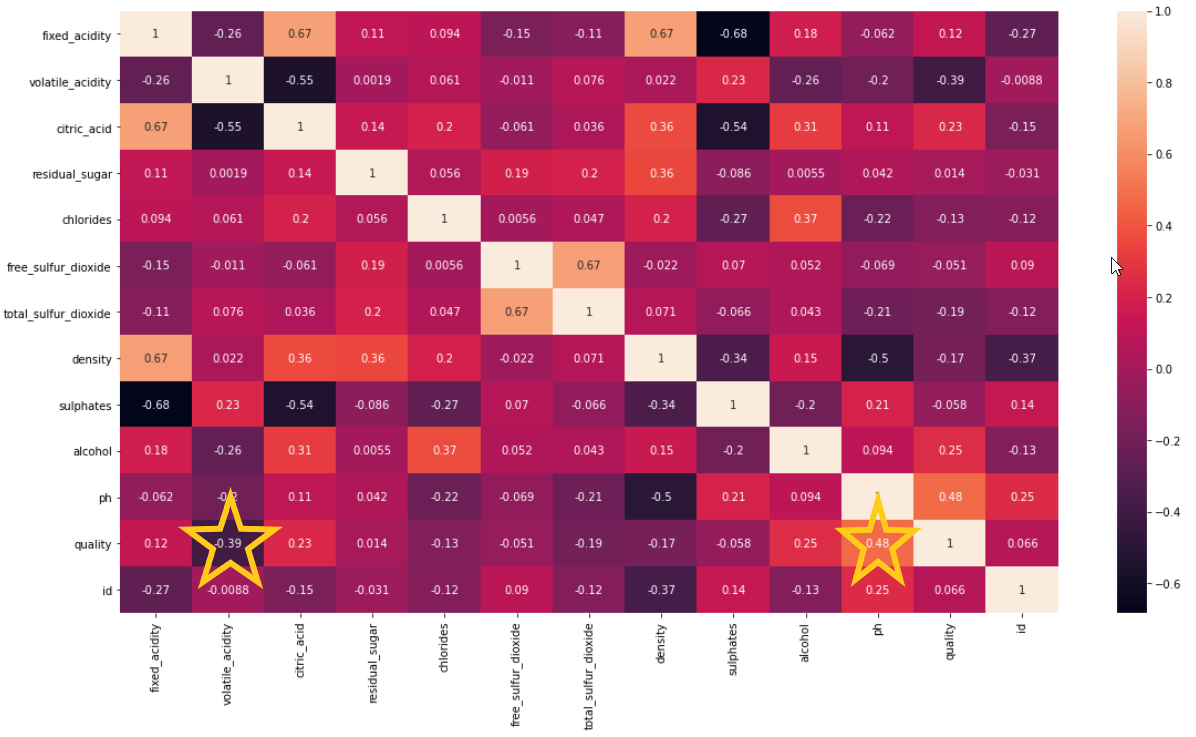 fixed_acidity 1 -0.26 0.67 0.11 0.094 -0.15 -0.11 0.67 -0.68 0.18 -0.062 0.12 -0.27
volatile_acidity -0.26 1 -0.55 0.0019 0.061 -0.011 0.076 0.022 0.23 -0.26 -0.2 -0.39 -0.0088
citric_acid 0.67 -0.55 1 0.14 0.2 -0.061 0.036 0.36 -0.54 0.31 0.11 0.23 -0.15
residual_sugar 0.11 0.0019 0.14 1 0.056 0.19 0.2 0.36 -0.086 0.0055 0.042 0.014 -0.031
chlorides 0.094 0.061 0.2 0.056 1 0.0056 0.047 0.2 -0.27 0.37 -0.22 -0.13 -0.12
free_sulfur_dioxide -0.15 -0.011 -0.061 0.19 0.0056 1 0.67 -0.022 0.07 0.052 -0.069 -0.051 0.09
total_sulfur_dioxide -0.11 0.076 0.036 0.2 0.047 0.67 1 0.071 -0.066 0.043 -0.21 -0.19 -0.12
density 0.67 0.022 0.36 0.36 0.2 -0.022 0.071 1 -0.34 0.15 -0.5 -0.17 -0.37
sulphates -0.68 0.23 -0.54 -0.086 -0.27 0.07 -0.066 -0.34 1 -0.2 0.21 -0.058 0.14
alcohol 0.18 -0.26 0.31 0.0055 0.37 0.052 0.043 0.15 -0.2 1 0.094 0.25 -0.13
ph -0.062 -0.2 0.11 0.042 -0.22 -0.069 -0.21 -0.5 0.21 0.094 1 0.48 0.25
quality 0.12 -0.39 0.23 0.014 -0.13 -0.051 -0.19 -0.17 -0.058 0.25 0.48 1 0.066
id -0.27 -0.0088 -0.15 -0.031 -0.12 0.09 -0.12 -0.37 0.14 -0.13 0.25 0.066 1
fixed_acidity
volatile_acidity
citric_acid
residual_sugar
chlorides
free_sulfur_dioxide
total_sulfur_dioxide
density
sulphates
alcohol
ph
quality
id
1.0
0.8
0.6
0.4
0.2
0.0
−0.2
−0.4
−0.6